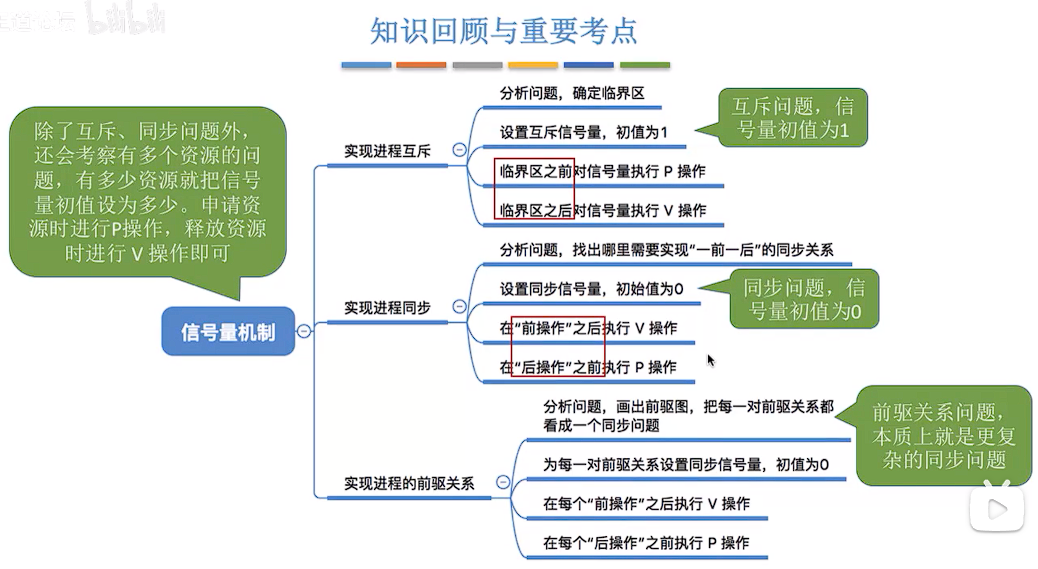 知识回顾与重要考点
除了互斥、同步问题外，
还会考察有多个资源的问
题，有多少资源就把信号
量初值设为多少。申请资
源时进行P操作，释放资源
时进行 V 操作即可
信号量机制
实现进程互斥
分析问题，确定临界区
设置互斥信号量，初值为1
互斥问题，信
号量初值为1
临界区之前对信号量执行 P 操作
临界区之后对信号量执行 V 操作
实现进程同步
分析问题，找出哪里需要实现“一前一后”的同步关系
设置同步信号量，初始值为0
同步问题，信
号量初值为0
在“前操作”之后执行 V 操作
在“后操作”之前执行 P 操作
实现进程的前驱关系
分析问题，画出前驱图，把每一对前驱关系都
看成一个同步问题
前驱关系问题，
本质上就是更复
杂的同步问题
为每一对前驱关系设置同步信号量，初值为0
在每个“前操作”之后执行 V 操作
在每个“后操作”之前执行 P 操作
bilibili